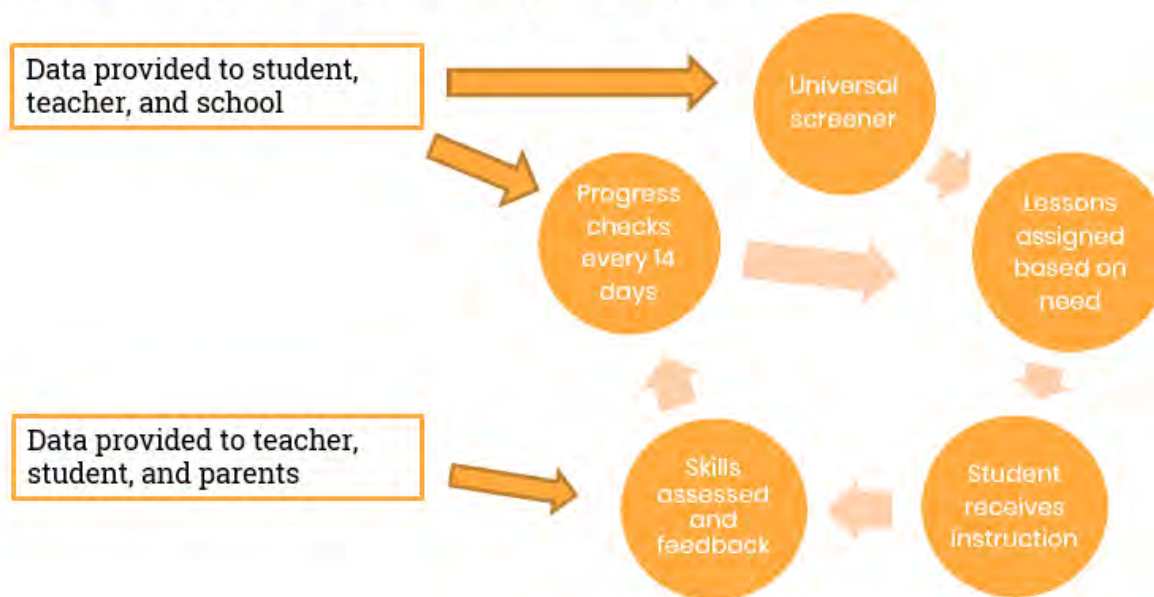 Data provided to student,
teacher, and school
Universal
screener
Progress
checks
every 14
days
Lessons
assigned
based on
need
Data provided to teacher,
student, and parents
Skills
assessed
and
feedback
Student
receives
instruction